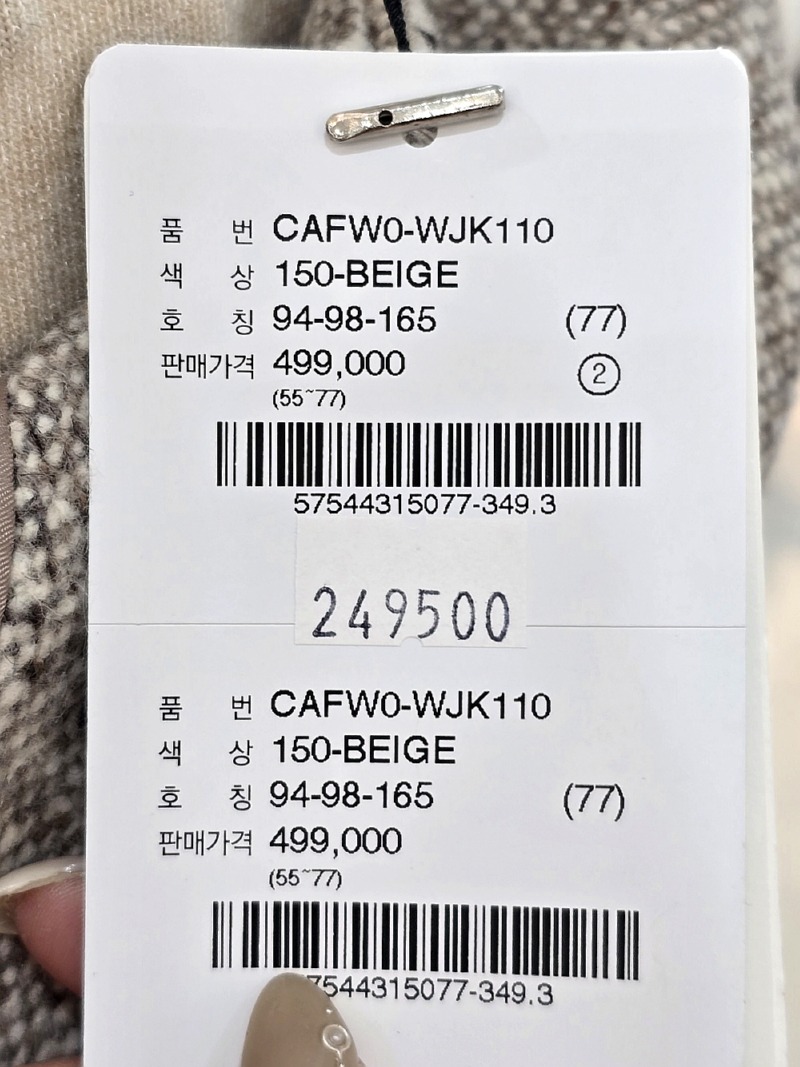 품 번 CAFW0-WJK110
색 상 150-BEIGE
호 칭 94-98-165 (77)
판매가격 499,000 ②
(55~77)
57544315077-349.3
249500
품 번 CAFW0-WJK110
색 상 150-BEIGE
호 칭 94-98-165 (77)
판매가격 499,000
(55~77)
7544315077-349.3